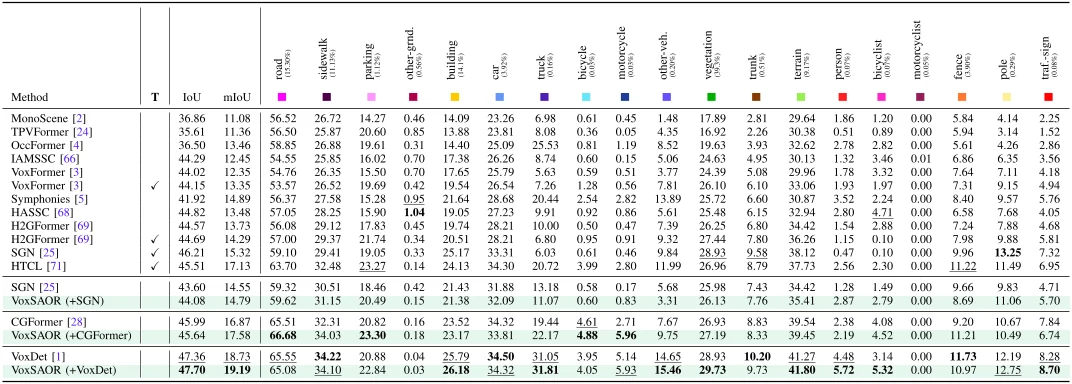 Method T IoU mIoU road (15.30%) sidewalk (11.13%) parking (1.12%) other-grnd. (0.56%) building (14.1%) car (3.92%) truck (0.16%) bicycle (0.03%) motorcycle (0.03%) other-veh. (0.20%) vegetation (39.3%) trunk (0.51%) terrain (9.17%) person (0.07%) bicyclist (0.07%) motorcyclist (0.05%) fence (3.90%) pole (0.29%) traf.-sign (0.08%)
MonoScene [2] 36.86 11.08 56.52 26.72 14.27 0.46 14.09 23.26 6.98 0.61 0.45 1.48 17.89 2.81 29.64 1.86 1.20 0.00 5.84 4.14 2.25
TPVFormer [24] 35.61 11.36 56.50 25.87 20.60 0.85 13.88 23.81 8.08 0.36 0.05 4.35 16.92 2.26 30.38 0.51 0.89 0.00 5.94 3.14 1.52
OccFormer [4] 36.50 13.46 58.85 26.88 19.61 0.31 14.40 25.09 25.53 0.81 1.19 8.52 19.63 3.93 32.62 2.78 2.82 0.00 5.61 4.26 2.86
IAMSSC [66] 44.29 12.45 54.55 25.85 16.02 0.70 17.38 26.26 8.74 0.60 0.15 5.06 24.63 4.95 30.13 1.32 3.46 0.01 6.86 6.35 3.56
VoxFormer [3] 44.02 12.35 54.76 26.35 15.50 0.70 17.65 25.79 5.63 0.59 0.51 3.77 24.39 5.08 29.96 1.78 3.32 0.00 7.64 7.11 4.18
VoxFormer [3] ✓ 44.15 13.35 53.57 26.52 19.69 0.42 19.54 26.54 7.26 1.28 0.56 7.81 26.10 6.10 33.06 1.93 1.97 0.00 7.31 9.15 4.94
Symphonies [5] 41.92 14.89 56.37 27.58 15.28 0.95 21.64 28.68 20.44 2.54 2.82 13.89 25.72 6.60 30.87 3.52 2.24 0.00 8.40 9.57 5.76
HASSC [68] 44.82 13.48 57.05 28.25 15.90 1.04 19.05 27.23 9.91 0.92 0.86 5.61 25.48 6.15 32.94 2.80 4.71 0.00 6.58 7.68 4.05
H2GFormer [69] 44.57 13.73 56.08 29.12 17.83 0.45 19.74 28.21 10.00 0.50 0.47 7.39 26.25 6.80 34.42 1.54 2.88 0.00 7.24 7.88 4.68
H2GFormer [69] ✓ 44.69 14.29 57.00 29.37 21.74 0.34 20.51 28.21 6.80 0.95 0.91 9.32 27.44 7.80 36.26 1.15 0.10 0.00 7.98 9.88 5.81
SGN [25] ✓ 46.21 15.32 59.10 29.41 19.05 0.33 25.17 33.31 6.03 0.61 0.46 9.84 28.93 9.58 38.12 0.47 0.10 0.00 9.96 13.25 7.32
HTCL [71] ✓ 45.51 17.13 63.70 32.48 23.27 0.14 24.13 34.30 20.72 3.99 2.80 11.99 26.96 8.79 37.73 2.56 2.30 0.00 11.22 11.49 6.95
SGN [25] 43.60 14.55 59.32 30.51 18.46 0.42 21.43 31.88 13.18 0.58 0.17 5.68 25.98 7.43 34.42 1.28 1.49 0.00 9.66 9.83 4.71
VoxSAOR (+SGN) 44.08 14.79 59.62 31.15 20.49 0.15 21.38 32.09 11.07 0.60 0.83 3.31 26.13 7.76 35.41 2.87 2.79 0.00 8.69 11.06 5.70
CGFormer [28] 45.99 16.87 65.51 32.31 20.82 0.16 23.52 34.32 19.44 4.61 2.71 7.67 26.93 8.83 39.54 2.38 4.08 0.00 9.20 10.67 7.84
VoxSAOR (+CGFormer) 45.64 17.58 66.68 34.03 23.30 0.18 23.17 33.81 22.17 4.88 5.96 9.75 27.19 8.33 39.45 2.19 4.52 0.00 11.21 10.49 6.74
VoxDet [1] 47.36 18.73 65.55 34.22 20.88 0.04 25.79 34.50 31.05 3.95 5.14 14.65 28.93 10.20 41.27 4.48 3.14 0.00 11.73 12.19 8.28
VoxSAOR (+VoxDet) 47.70 19.19 65.08 34.10 22.84 0.03 26.18 34.32 31.81 4.05 5.93 15.46 29.73 9.73 41.80 5.72 5.32 0.00 10.97 12.75 8.70